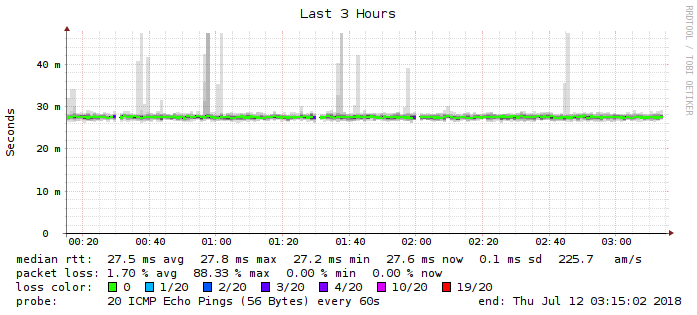 Last 3 Hours
RRDTOOL / TOBI OETIKER
Seconds
40 m
30 m
20 m
10 m
0
00:20 00:40 01:00 01:20 01:40 02:00 02:20 02:40 03:00
median rtt: 27.5 ms avg 27.8 ms max 27.2 ms min 27.6 ms now 0.1 ms sd 225.7 am/s
packet loss: 1.70 % avg 88.33 % max 0.00 % min 0.00 % now
loss color: 0 1/20 2/20 3/20 4/20 10/20 19/20
probe: 20 ICMP Echo Pings (56 Bytes) every 60s end: Thu Jul 12 03:15:02 2018